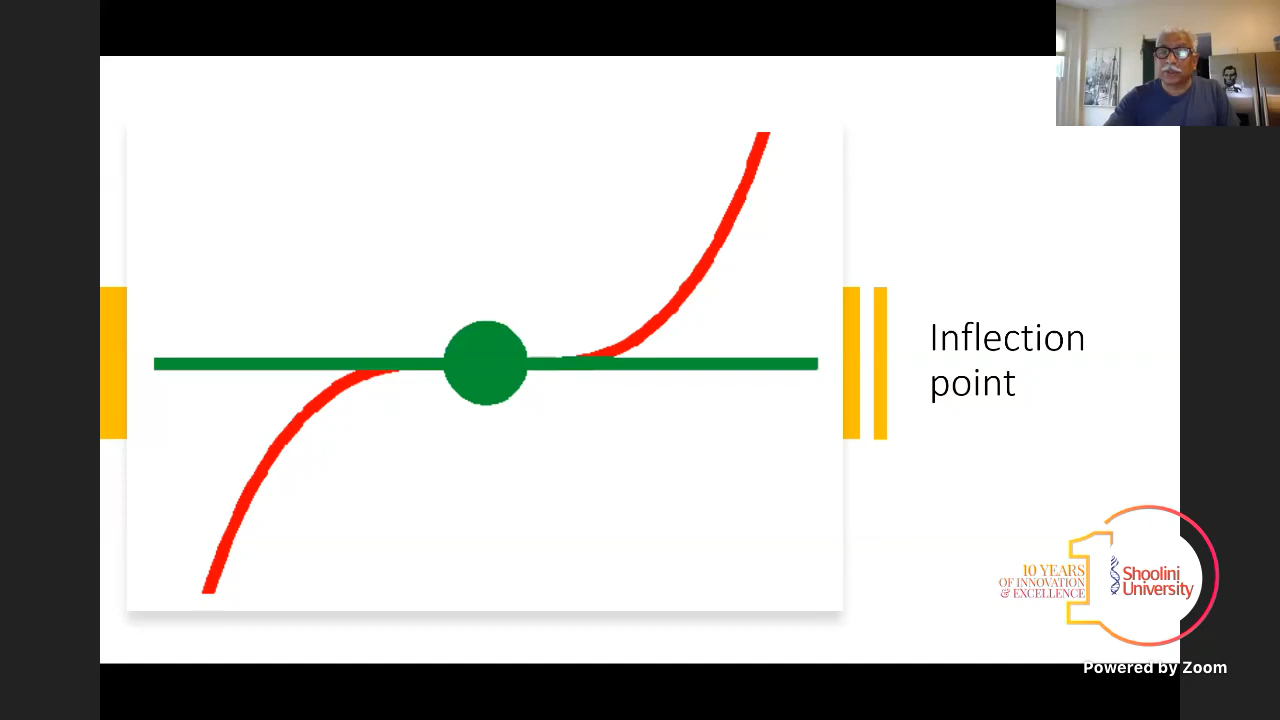 Inflection
point
10 YEARS
OF INNOVATION
& EXCELLENCE
Shoolini
University
Powered by Zoom